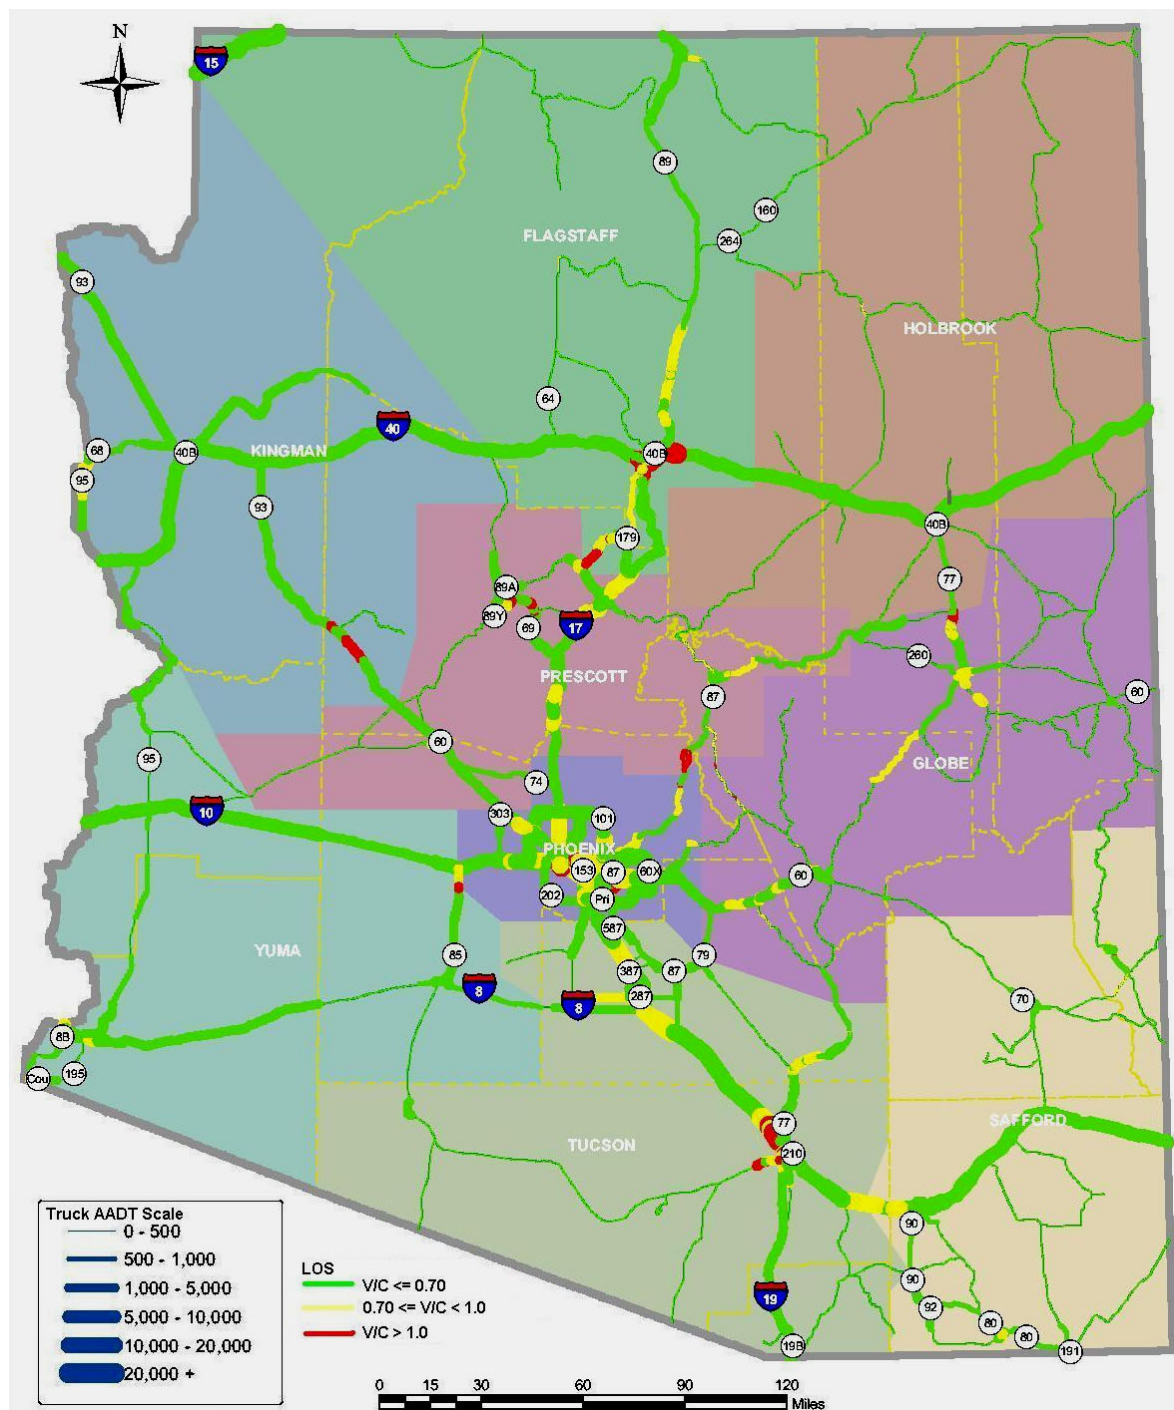 N
15
89
160
FLAGSTAFF
264
93
HOLBROOK
64
40
68
40B
KINGMAN
40B
95
93
40B
179
77
89A
89Y
69
17
260
PRESCOTT
87
60
60
95
GLOBE
74
10
303
101
PHOENIX
153
87
60X
60
202
Pri
587
YUMA
85
79
387
87
8
287
8
70
8B
195
Cou
SAFFORD
77
TUCSON
210
90
90
19
92
80
80
19B
191
Truck AADT Scale
0 - 500
500 - 1,000
1,000 - 5,000
5,000 - 10,000
10,000 - 20,000
20,000 +
LOS
V/C <= 0.70
0.70 <= V/C < 1.0
V/C > 1.0
0 15 30 60 90 120
Miles